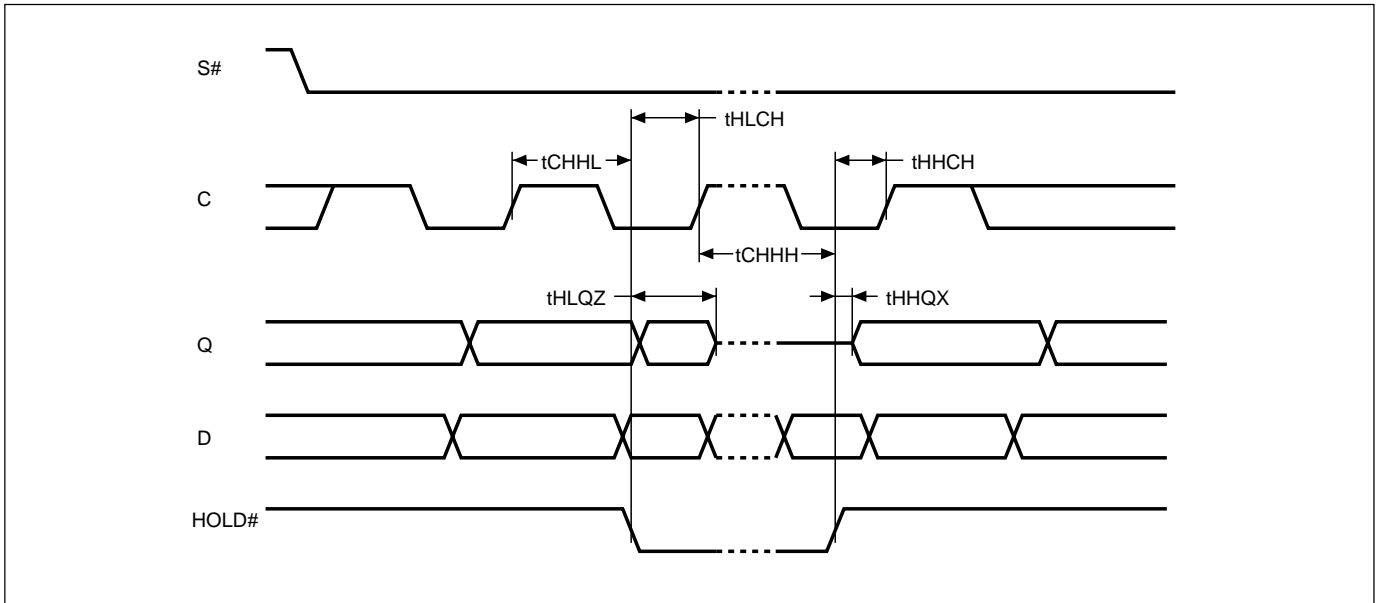 S#
tHLCH
tCHHL
tHHCH
C
tCHHH
tHLQZ
tHHQX
Q
D
HOLD#